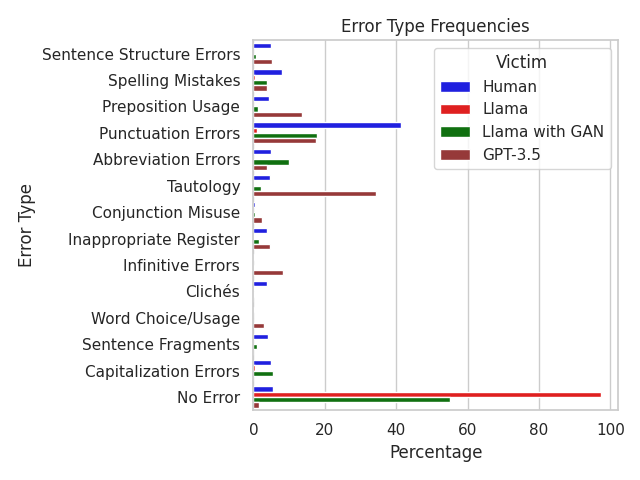 Error Type Frequencies
Victim
Human
Llama
Llama with GAN
GPT-3.5
Error Type
Sentence Structure Errors
Spelling Mistakes
Preposition Usage
Punctuation Errors
Abbreviation Errors
Tautology
Conjunction Misuse
Inappropriate Register
Infinitive Errors
Clichés
Word Choice/Usage
Sentence Fragments
Capitalization Errors
No Error
0 20 40 60 80 100
Percentage